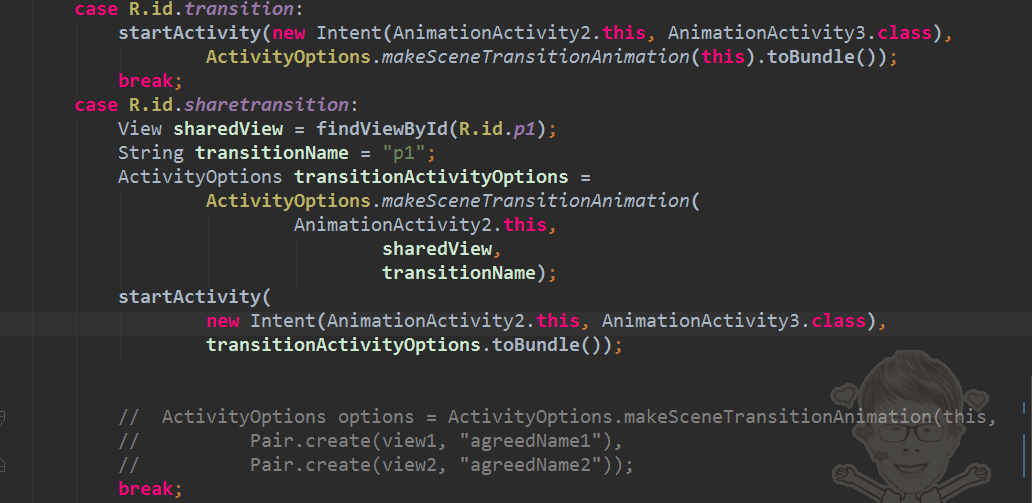 case R.id.transition:
startActivity(new Intent(AnimationActivity2.this, AnimationActivity3.class),
ActivityOptions.makeSceneTransitionAnimation(this).toBundle());
break;
case R.id.sharetransition:
View sharedView = findViewById(R.id.p1);
String transitionName = "p1";
ActivityOptions transitionActivityOptions =
ActivityOptions.makeSceneTransitionAnimation(
AnimationActivity2.this,
sharedView,
transitionName);
startActivity(
new Intent(AnimationActivity2.this, AnimationActivity3.class),
transitionActivityOptions.toBundle());
//  ActivityOptions options = ActivityOptions.makeSceneTransitionAnimation(this,
//          Pair.create(view1, "agreedName1"),
//          Pair.create(view2, "agreedName2"));
break;